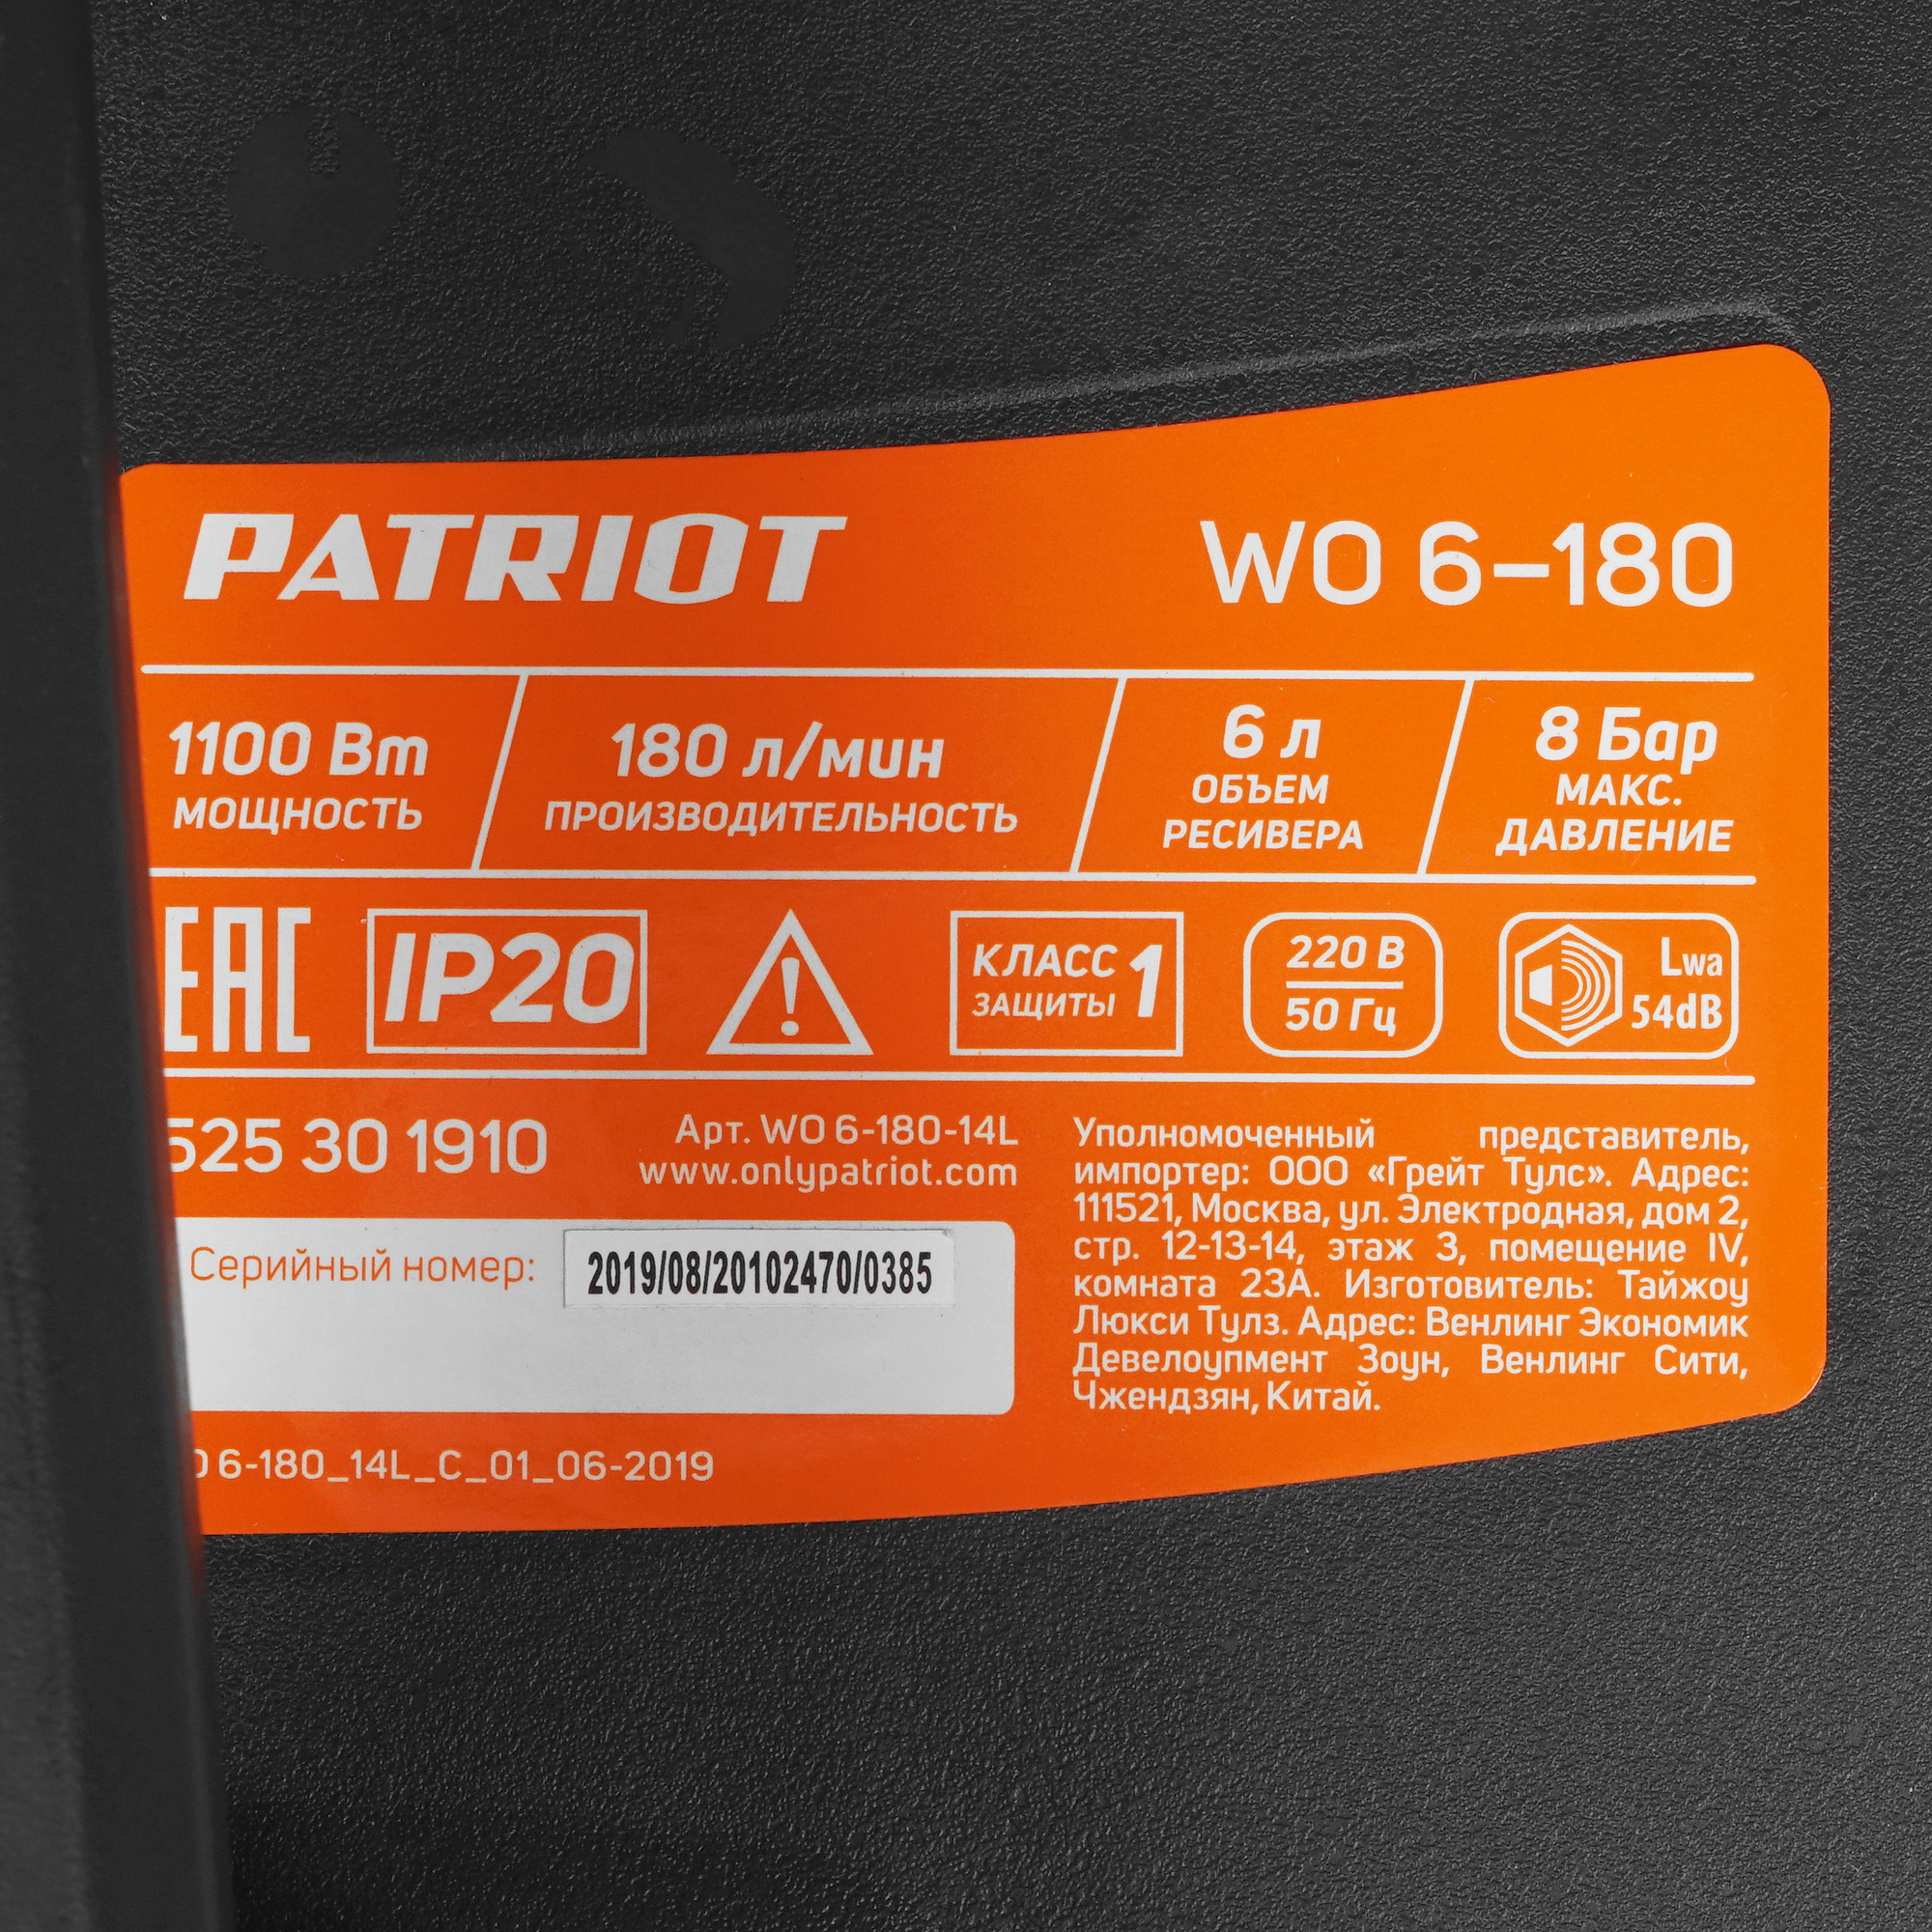 PATRIOT WO 6-180
1100 Вт
МОЩНОСТЬ
180 л/мин
ПРОИЗВОДИТЕЛЬНОСТЬ
6 л
ОБЪЕМ
РЕСИВЕРА
8 Бар
МАКС.
ДАВЛЕНИЕ
EAC
IP20
КЛАСС
ЗАЩИТЫ
1
220 В
50 Гц
Lwa
54dB
525 30 1910
Арт. WO 6-180-14L
www.onlypatriot.com
Серийный номер: 2019/08/20102470/0385
6-180_14L_C_01_06-2019
Уполномоченный представитель,
импортер: ООО «Грейт Тулс». Адрес:
111521, Москва, ул. Электродная, дом 2,
стр. 12-13-14, этаж 3, помещение IV,
комната 23А. Изготовитель: Тайжоу
Люкси Тулз. Адрес: Венлинг Экономик
Девелоупмент Зоун, Венлинг Сити,
Чжендзян, Китай.